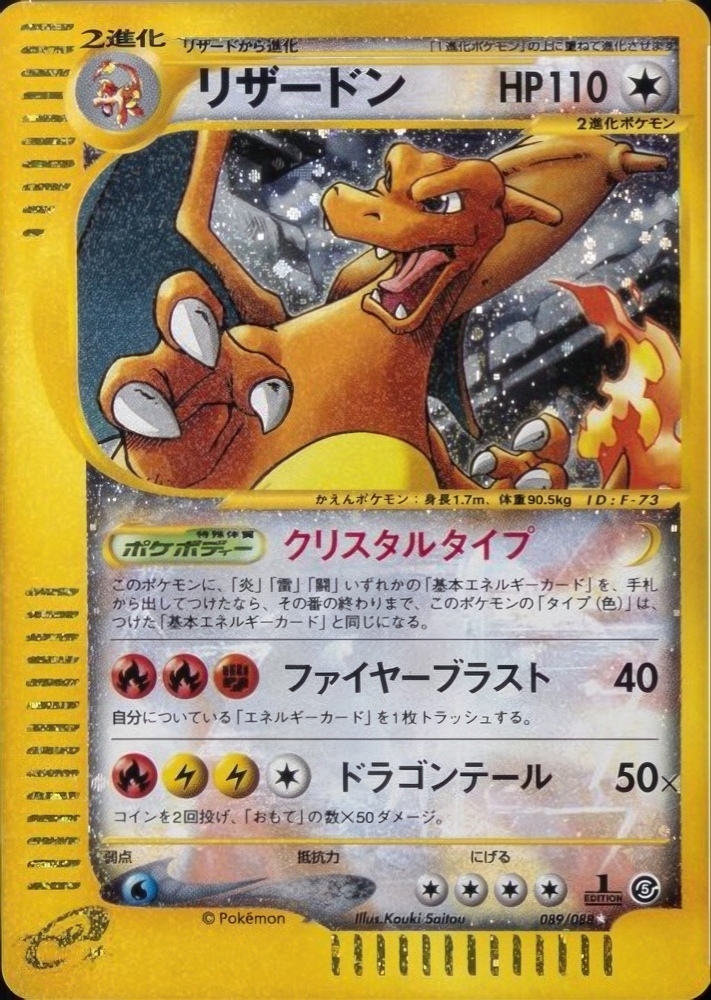 2進化 リザードから進化 「1進化ポケモン」の上に重ねて進化させます
リザードン HP110
2進化ポケモン
かえんポケモン：身長1.7m、体重90.5kg ID:F-73
特殊体質
ポケボディー クリスタルタイプ
このポケモンに、「炎」「雷」「闘」いずれかの「基本エネルギーカード」を、手札
から出してつけたなら、その番の終わりまで、このポケモンの「タイプ（色）」は、
つけた「基本エネルギーカード」と同じになる。
ファイヤーブラスト 40
自分についている「エネルギーカード」を1枚トラッシュする。
ドラゴンテール 50×
コインを2回投げ、「おもて」の数×50ダメージ。
弱点 抵抗力 にげる
1
EDITION
5
© Pokémon Illus.Kouki Saitou 089/088★
e